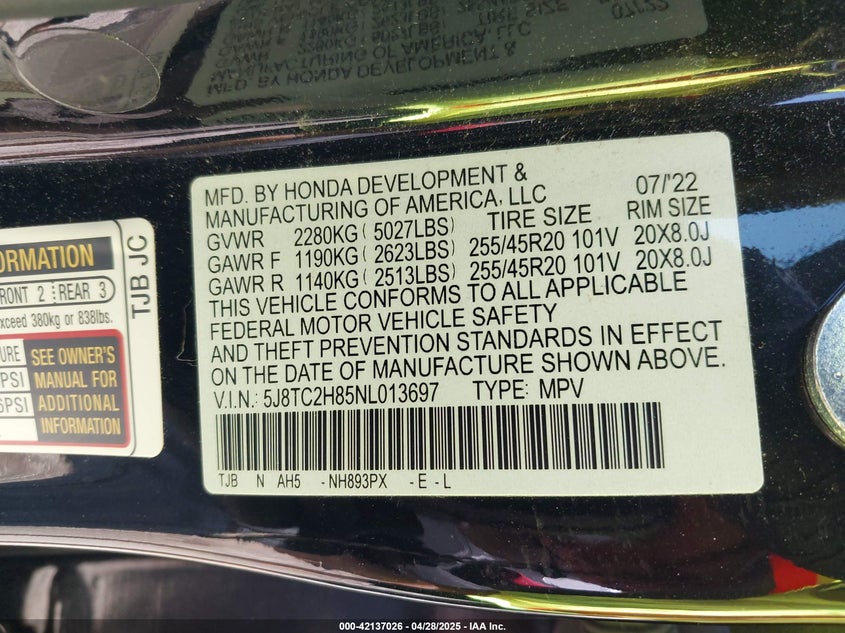 MFD. BY HONDA DEVELOPMENT &
MANUFACTURING OF AMERICA, LLC
07/'22
TIRE SIZE RIM SIZE
GVWR 2280KG (5027LBS)
GAWR F 1190KG (2623LBS) 255/45R20 101V 20X8.0J
GAWR R 1140KG (2513LBS) 255/45R20 101V 20X8.0J
THIS VEHICLE CONFORMS TO ALL APPLICABLE
FEDERAL MOTOR VEHICLE SAFETY
AND THEFT PREVENTION STANDARDS IN EFFECT
ON THE DATE OF MANUFACTURE SHOWN ABOVE.
V.I.N.: 5J8TC2H85NL013697 TYPE: MPV
TJB N AH5 -NH893PX -E-L
FRONT 2 REAR 3
exceed 380kg or 838lbs.
SEE OWNER'S
MANUAL FOR
ADDITIONAL
INFORMATION
TJB JC
000-42137026 - 04/28/2025 - IAA Inc.